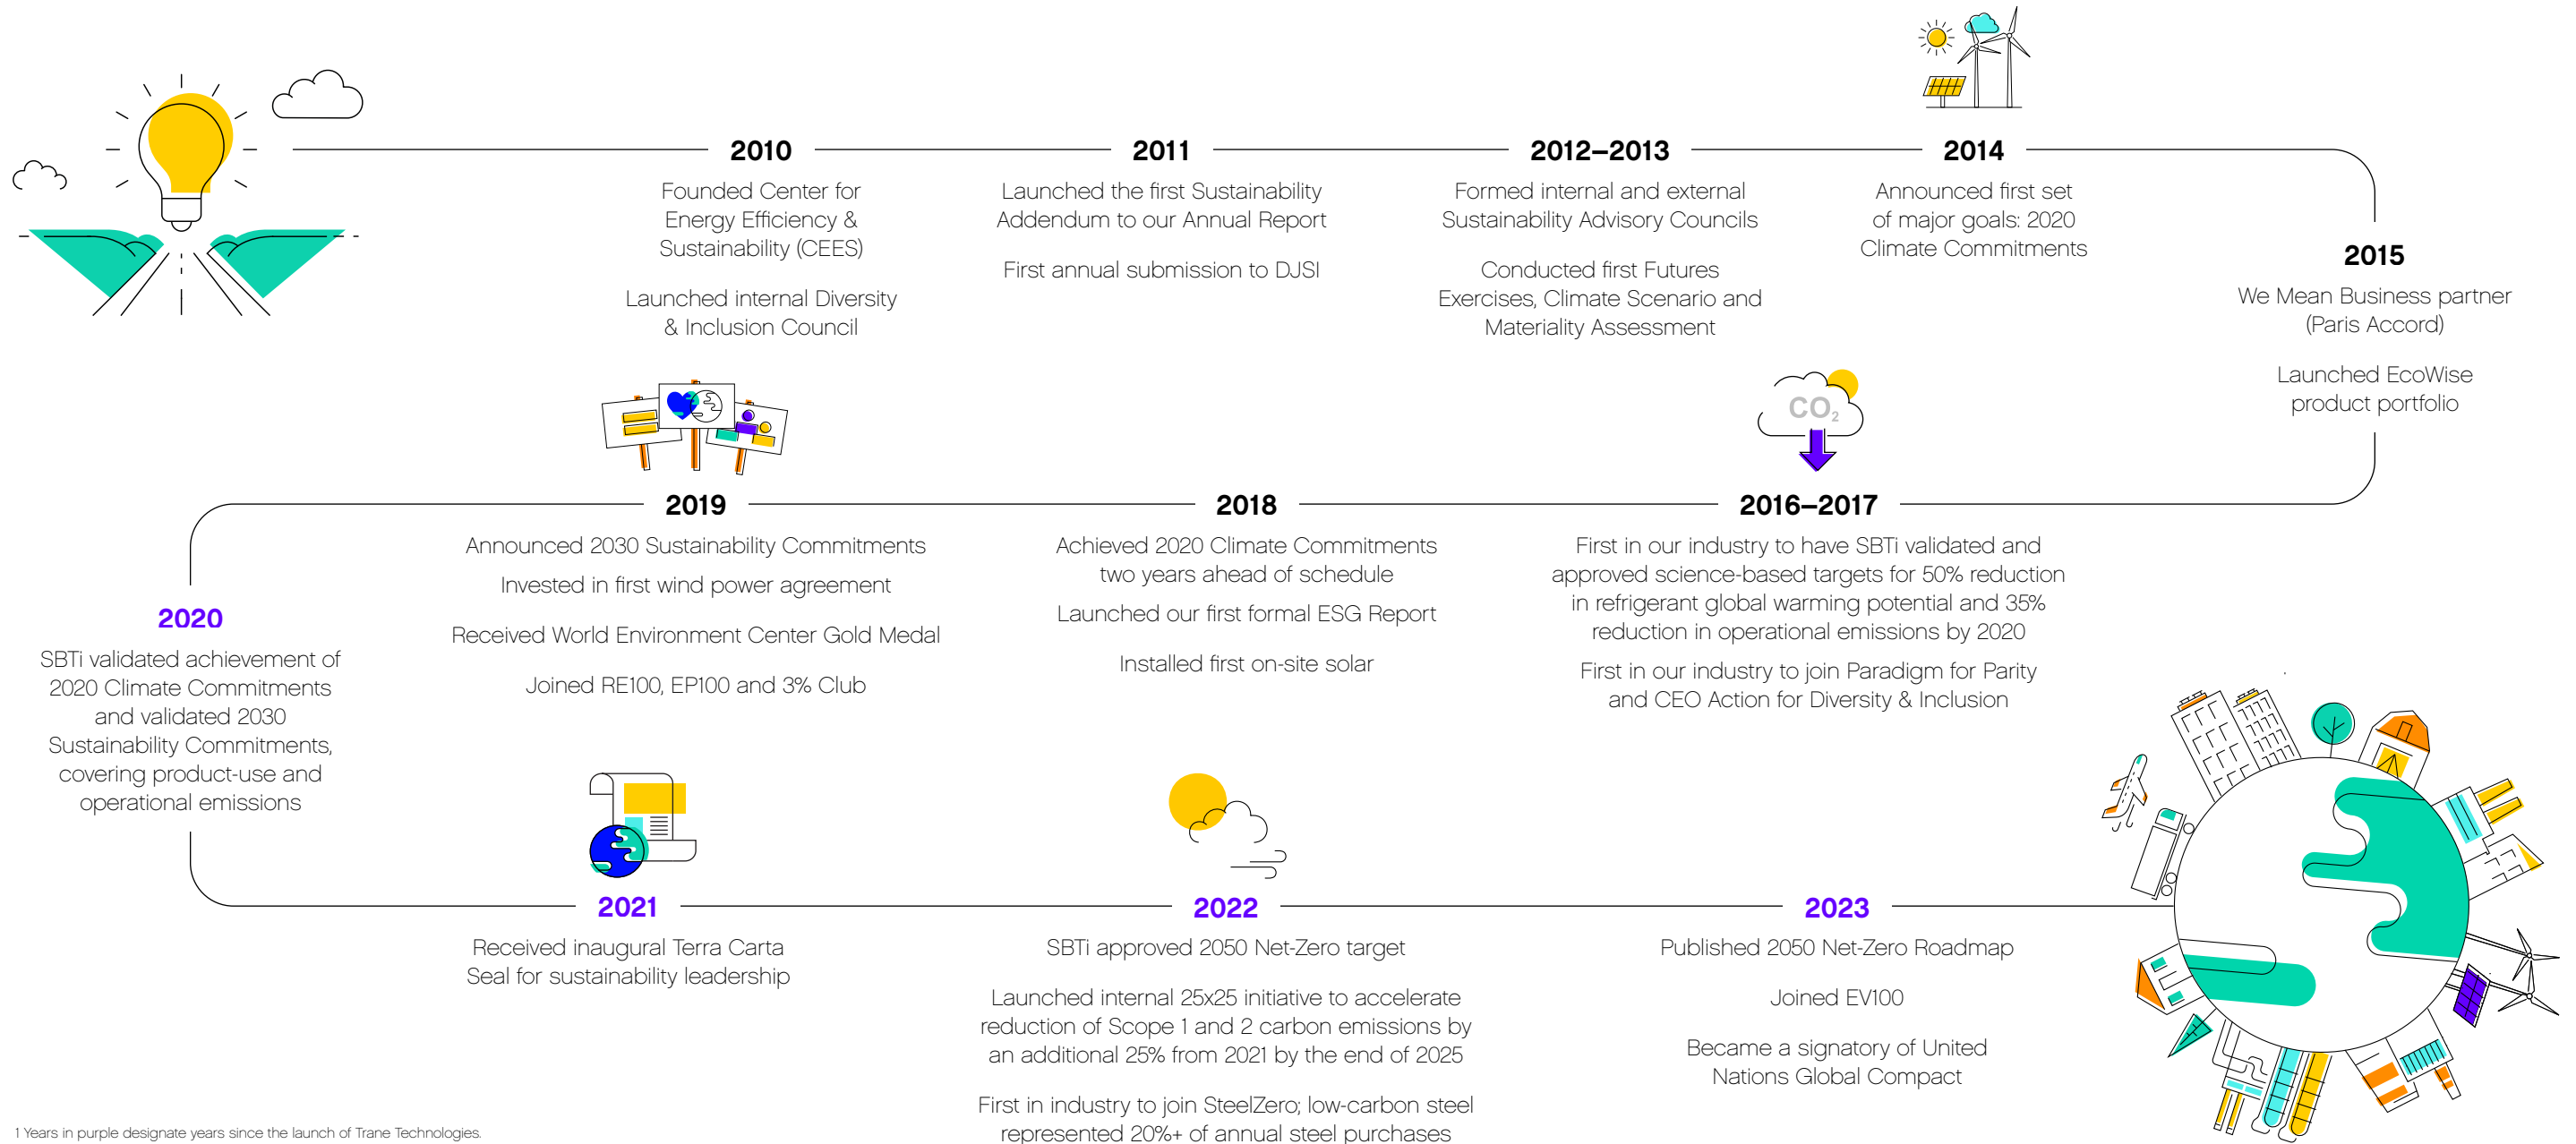 2010
Founded Center for
Energy Efficiency &
Sustainability (CEES)
Launched internal Diversity
& Inclusion Council
2011
Launched the first Sustainability
Addendum to our Annual Report
First annual submission to DJSI
2012–2013
Formed internal and external
Sustainability Advisory Councils
Conducted first Futures
Exercises, Climate Scenario and
Materiality Assessment
2014
Announced first set
of major goals: 2020
Climate Commitments
2015
We Mean Business partner
(Paris Accord)
Launched EcoWise
product portfolio
CO₂
2016–2017
First in our industry to have SBTi validated and
approved science-based targets for 50% reduction
in refrigerant global warming potential and 35%
reduction in operational emissions by 2020
First in our industry to join Paradigm for Parity
and CEO Action for Diversity & Inclusion
2018
Achieved 2020 Climate Commitments
two years ahead of schedule
Launched our first formal ESG Report
Installed first on-site solar
2019
Announced 2030 Sustainability Commitments
Invested in first wind power agreement
Received World Environment Center Gold Medal
Joined RE100, EP100 and 3% Club
2020
SBTi validated achievement of
2020 Climate Commitments
and validated 2030
Sustainability Commitments,
covering product-use and
operational emissions
2021
Received inaugural Terra Carta
Seal for sustainability leadership
2022
SBTi approved 2050 Net-Zero target
Launched internal 25x25 initiative to accelerate
reduction of Scope 1 and 2 carbon emissions by
an additional 25% from 2021 by the end of 2025
First in industry to join SteelZero; low-carbon steel
represented 20%+ of annual steel purchases
2023
Published 2050 Net-Zero Roadmap
Joined EV100
Became a signatory of United
Nations Global Compact
1 Years in purple designate years since the launch of Trane Technologies.